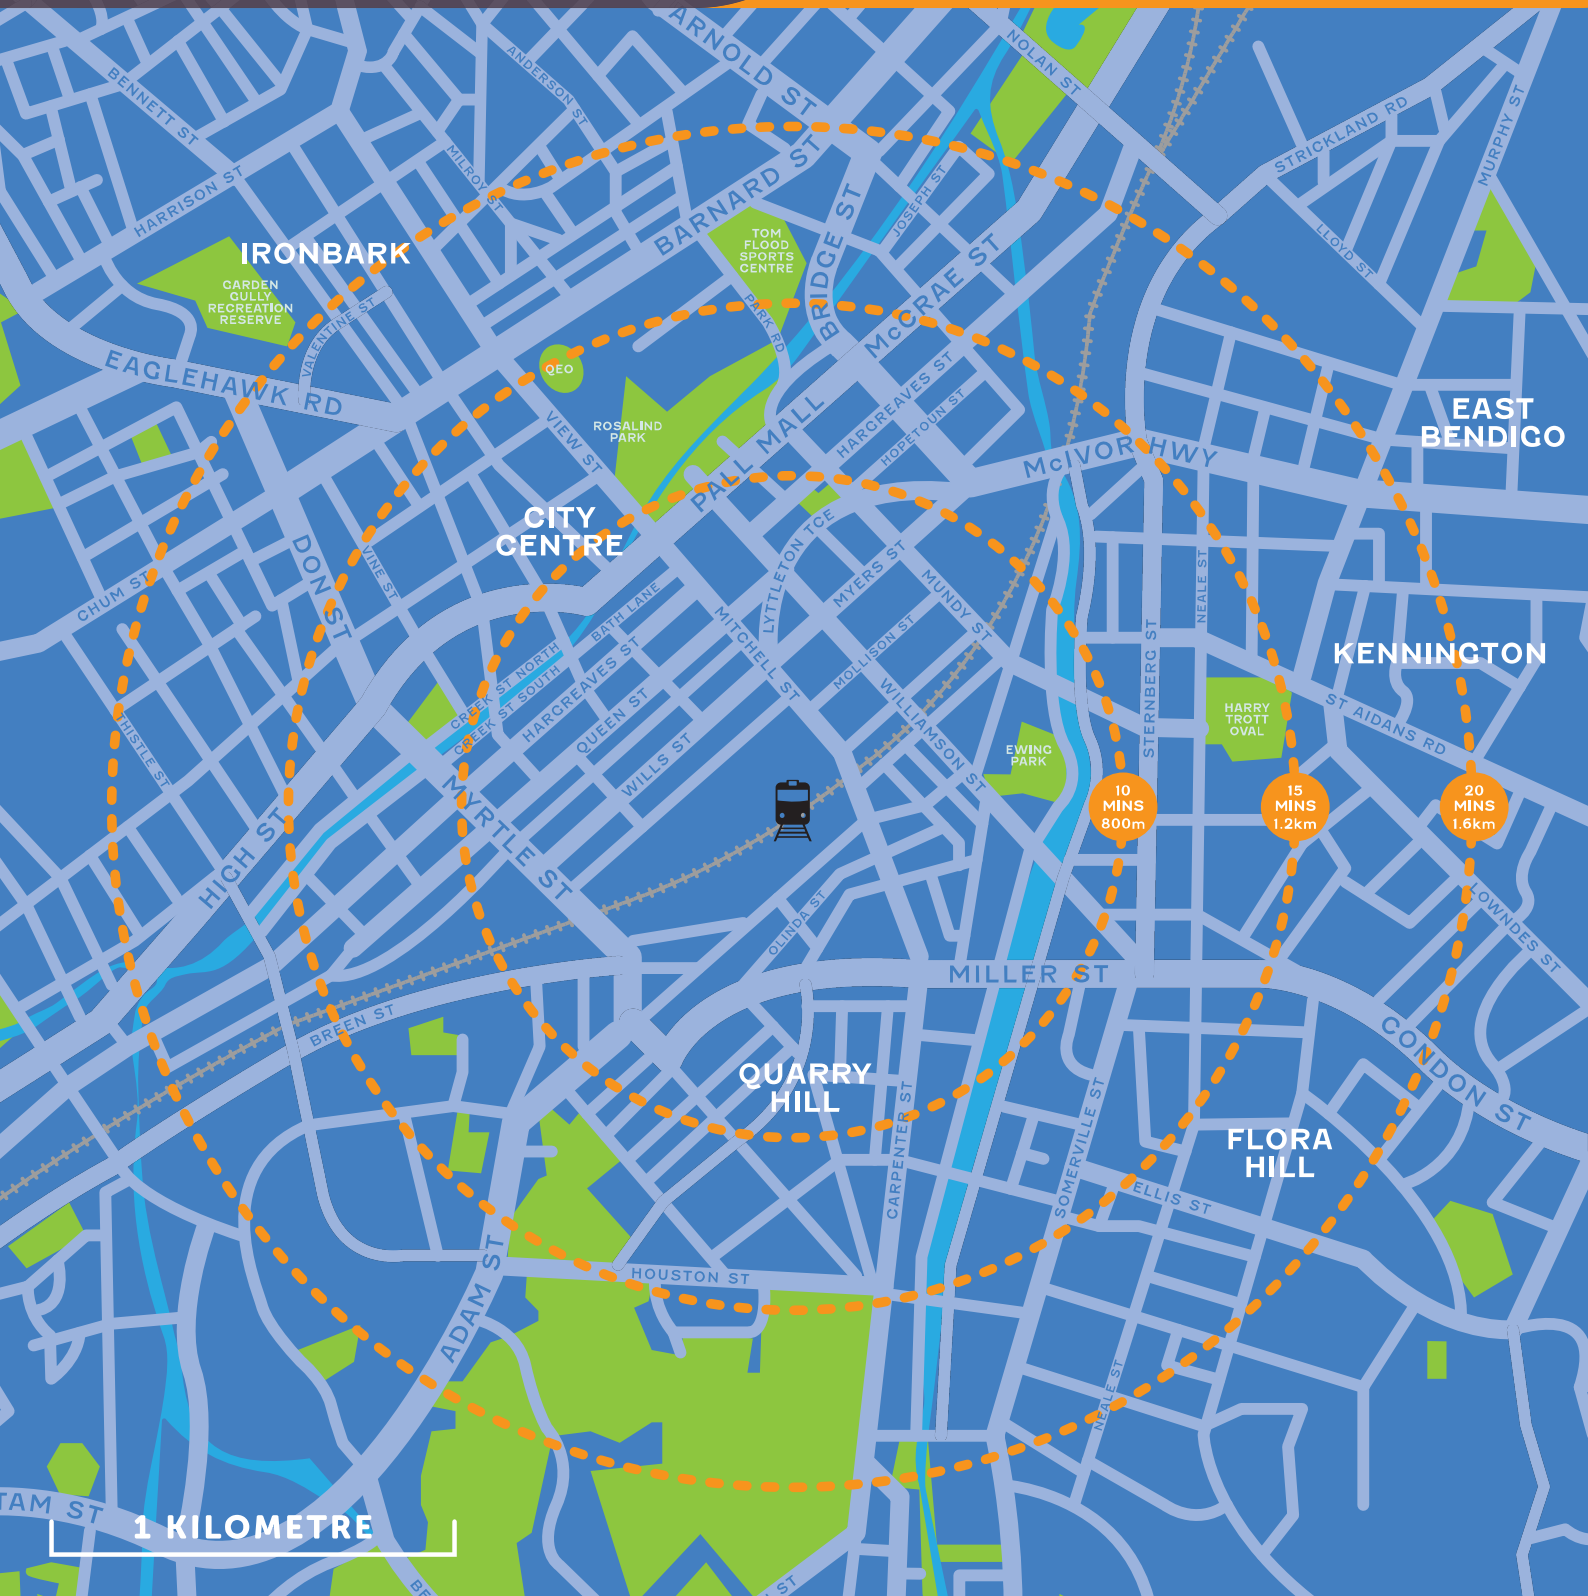 ARNOLD ST
NOLAN ST
ANDERSON ST
BENNETT ST
STRICKLAND RD
MURPHY ST
MILROY ST
HARRISON ST
BARNARD ST
JOSEPH ST
BRIDGE ST
LLOYD ST
IRONBARK
TOM
FLOOD
SPORTS
CENTRE
McCRAE ST
GARDEN
GULLY
RECREATION
RESERVE
VALENTINE ST
PARK RD
EAGLEHAWK RD
QEO
ROSALIND
PARK
VIEW ST
PALL MALL
HARGREAVES ST
HOPETOUN ST
McIVOR HWY
EAST
BENDIGO
CITY
CENTRE
LYTTLETON TCE
MYERS ST
MUNDY ST
DON ST
VINE ST
CHUM ST
BATH LANE
MITCHELL ST
MOLLISON ST
NEALE ST
STERNBERG ST
KENNINGTON
CREEK ST NORTH
CREEK ST SOUTH
HARGREAVES ST
QUEEN ST
WILLS ST
WILLIAMSON ST
HARRY
TROTT
OVAL
ST AIDANS RD
THISTLE ST
EWING
PARK
10
MINS
800m
15
MINS
1.2km
20
MINS
1.6km
HIGH ST
MYRTLE ST
OLINDA ST
LOWNDES ST
MILLER ST
BREEN ST
CONDON ST
QUARRY
HILL
CARPENTER ST
SOMERVILLE ST
FLORA
HILL
ELLIS ST
ADAM ST
HOUSTON ST
NEALE ST
TAM ST
1 KILOMETRE
BE
ST